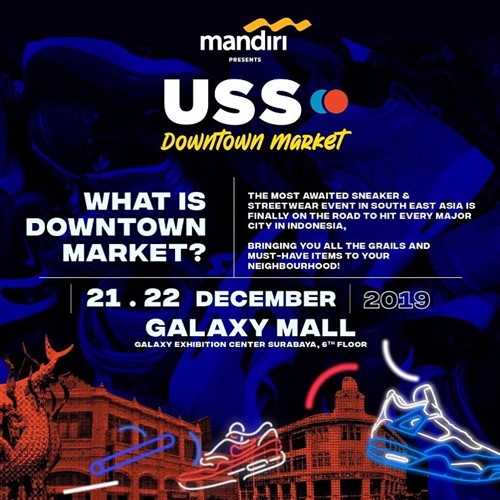 mandiri
PRESENTS
USS
Downtown Market
WHAT IS
DOWNTOWN
MARKET?
THE MOST AWAITED SNEAKER &
STREETWEAR EVENT IN SOUTH EAST ASIA IS
FINALLY ON THE ROAD TO HIT EVERY MAJOR
CITY IN INDONESIA,
BRINGING YOU ALL THE GRAILS AND
MUST-HAVE ITEMS TO YOUR
NEIGHBOURHOOD!
21 . 22 DECEMBER 2019
GALAXY MALL
GALAXY EXHIBITION CENTER SURABAYA, 6TH FLOOR